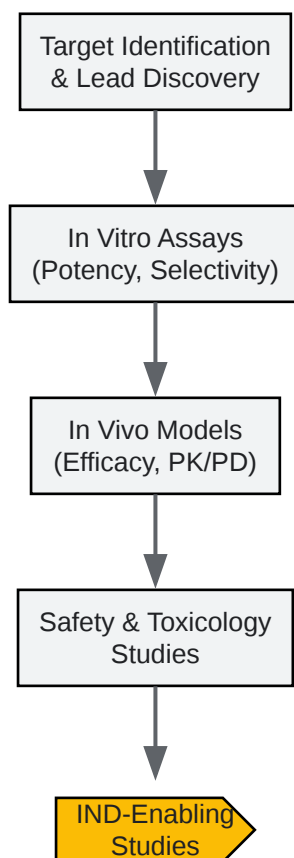 Target Identification
& Lead Discovery
In Vitro Assays
(Potency, Selectivity)
In Vivo Models
(Efficacy, PK/PD)
Safety & Toxicology
Studies
IND-Enabling
Studies